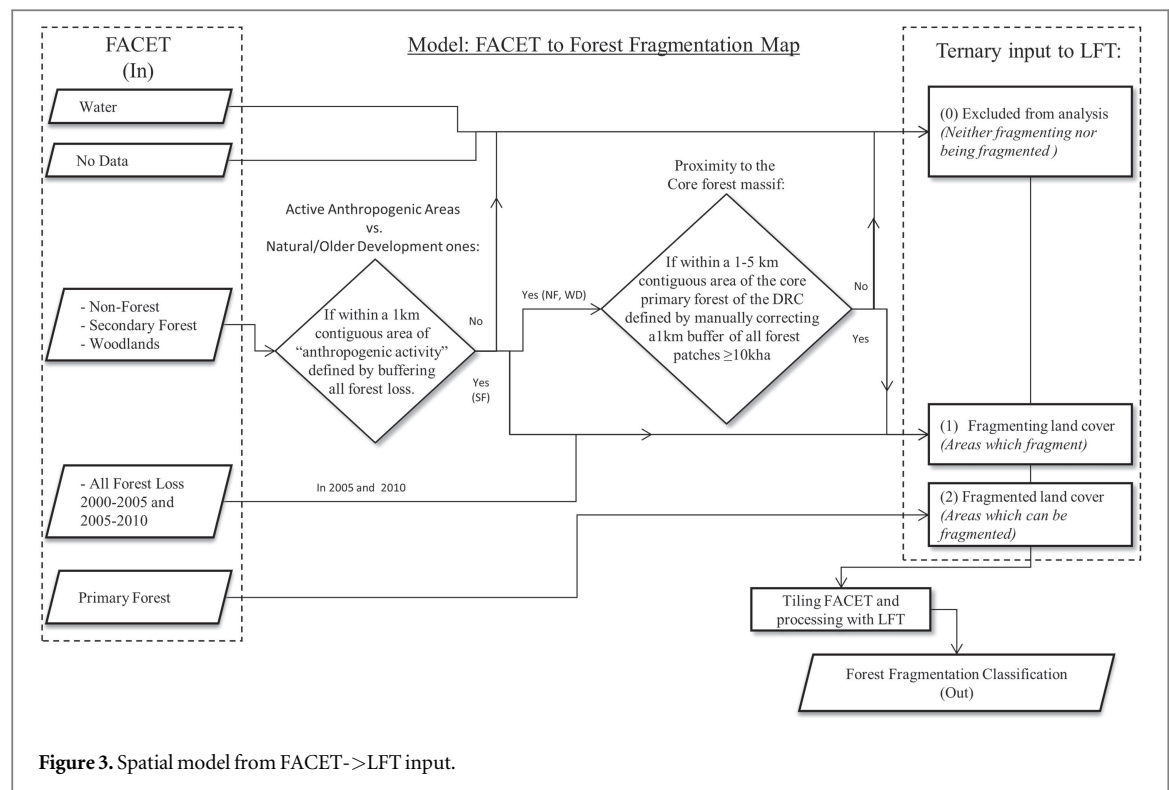 FACET
(In)
Model: FACET to Forest Fragmentation Map
Ternary input to LFT:
Water
No Data
(0) Excluded from analysis
(Neither fragmenting nor
being fragmented )
Proximity to the
Core forest massif:
Active Anthropogenic Areas
vs.
Natural/Older Development ones:
- Non-Forest
- Secondary Forest
- Woodlands
If within a 1km
contiguous area of
“anthropogenic activity”
defined by buffering
all forest loss.
No
Yes
(SF)
Yes (NF, WD)
If within a 1-5 km
contiguous area of the core
primary forest of the DRC
defined by manually correcting
a1km buffer of all forest
patches ≥10kha
No
Yes
(1) Fragmenting land cover
(Areas which fragment)
- All Forest Loss
2000-2005 and
2005-2010
In 2005 and 2010
(2) Fragmented land cover
(Areas which can be
fragmented)
Primary Forest
Tiling FACET and
processing with LFT
Forest Fragmentation Classification
(Out)
Figure 3. Spatial model from FACET->LFT input.